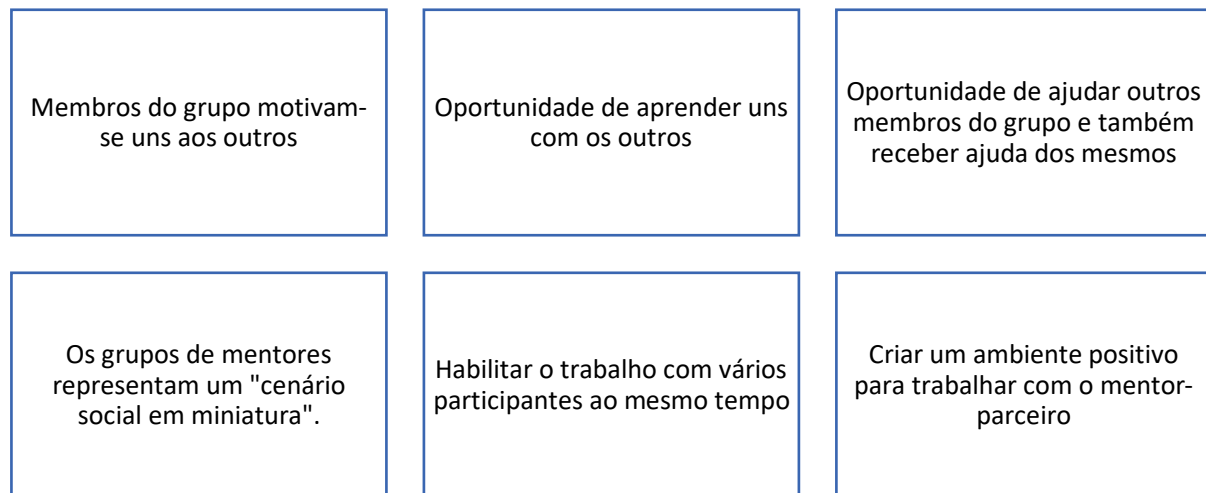 Membros do grupo motivam-
se uns aos outros
Oportunidade de aprender uns
com os outros
Oportunidade de ajudar outros
membros do grupo e também
receber ajuda dos mesmos
Os grupos de mentores
representam um "cenário
social em miniatura".
Habilitar o trabalho com vários
participantes ao mesmo tempo
Criar um ambiente positivo
para trabalhar com o mentor-
parceiro